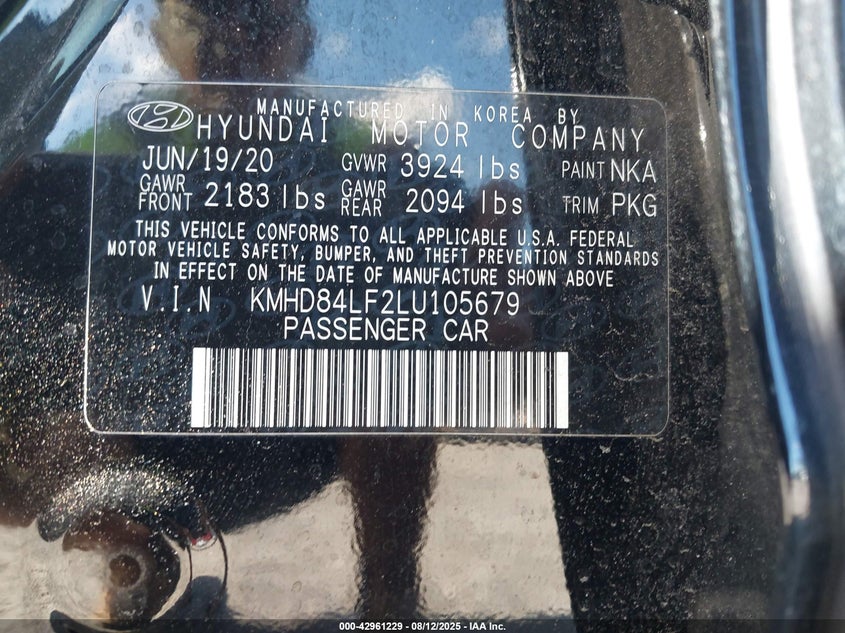 MANUFACTURED IN KOREA BY
HYUNDAI MOTOR COMPANY
JUN/19/20 GVWR 3924 lbs PAINT NKA
GAWR FRONT 2183 lbs GAWR REAR 2094 lbs TRIM PKG
THIS VEHICLE CONFORMS TO ALL APPLICABLE U.S.A. FEDERAL
MOTOR VEHICLE SAFETY, BUMPER, AND THEFT PREVENTION STANDARDS
IN EFFECT ON THE DATE OF MANUFACTURE SHOWN ABOVE
V.I.N KMHD84LF2LU105679
PASSENGER CAR
000-42961229 - 08/12/2025 - IAA Inc.